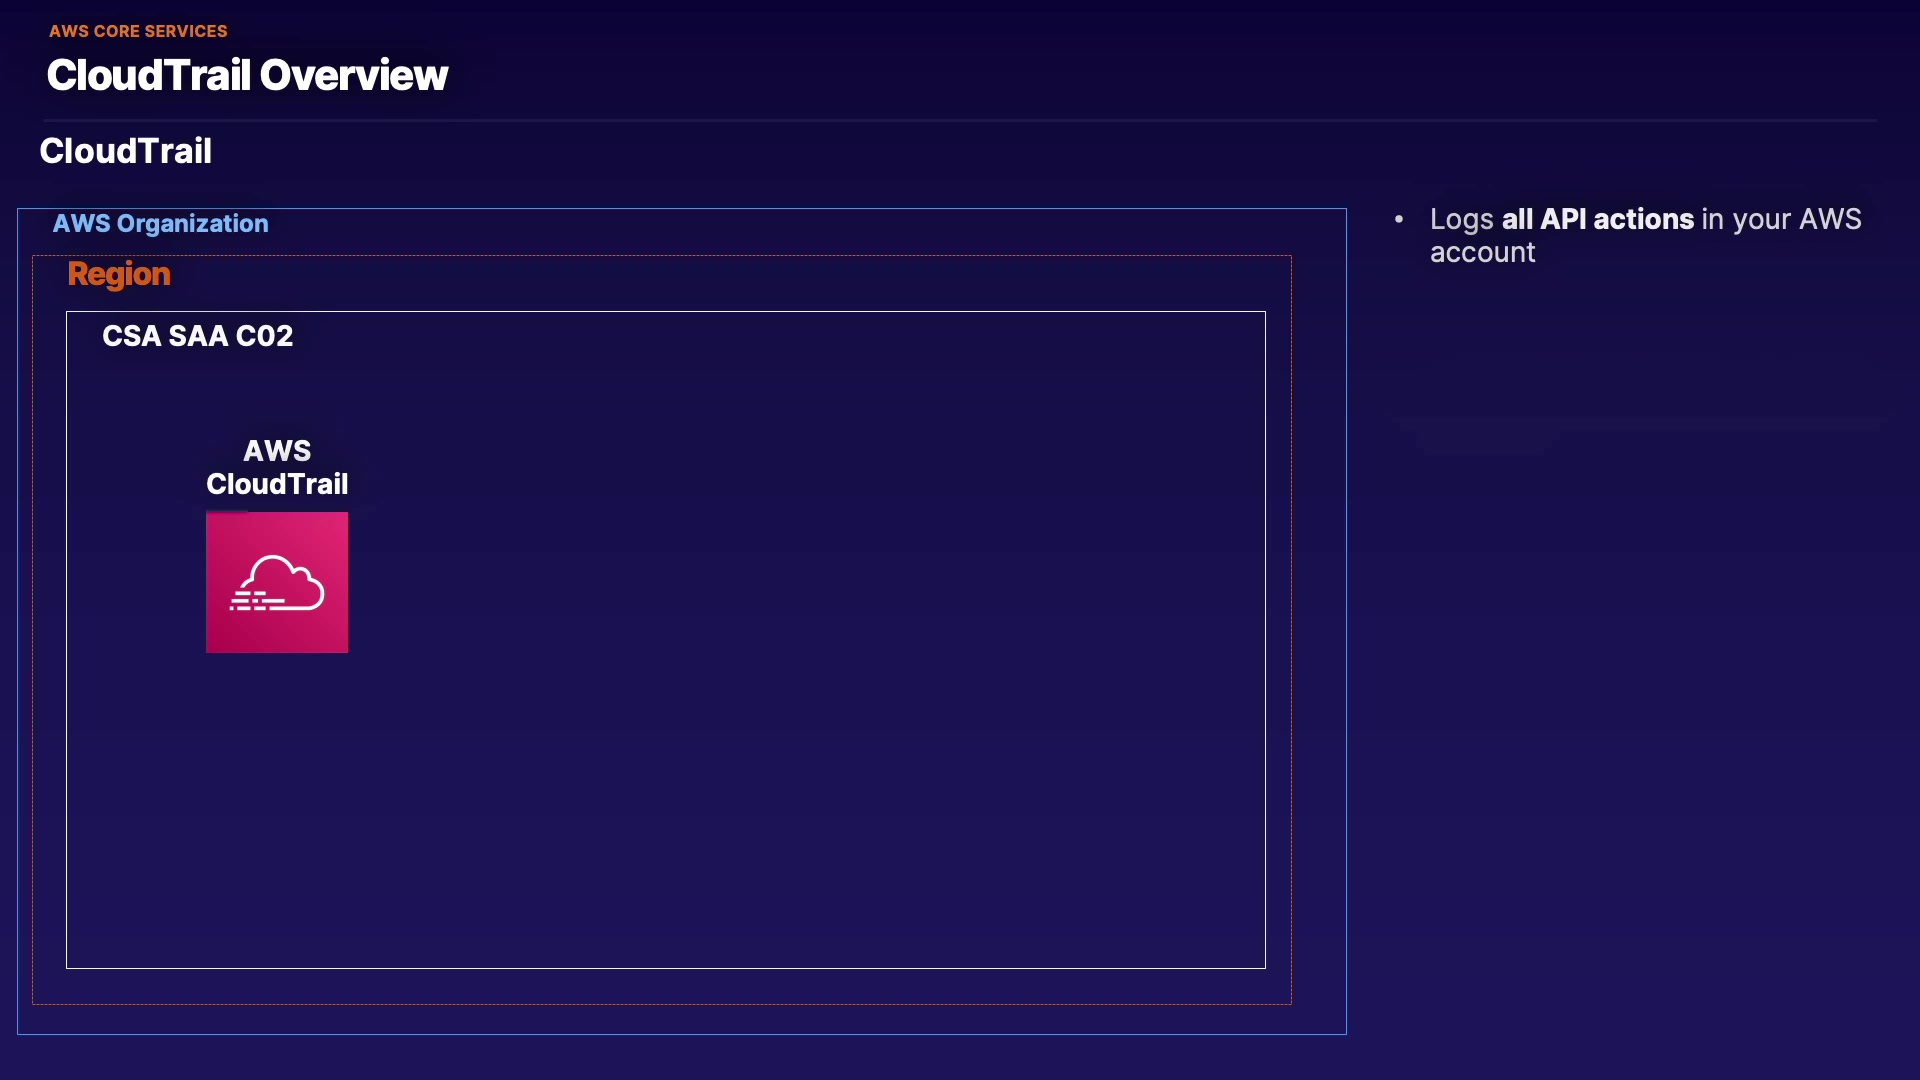 AWS CORE SERVICES
CloudTrail Overview
CloudTrail
AWS Organization
Region
CSA SAA C02
AWS
CloudTrail
• Logs all API actions in your AWS
account